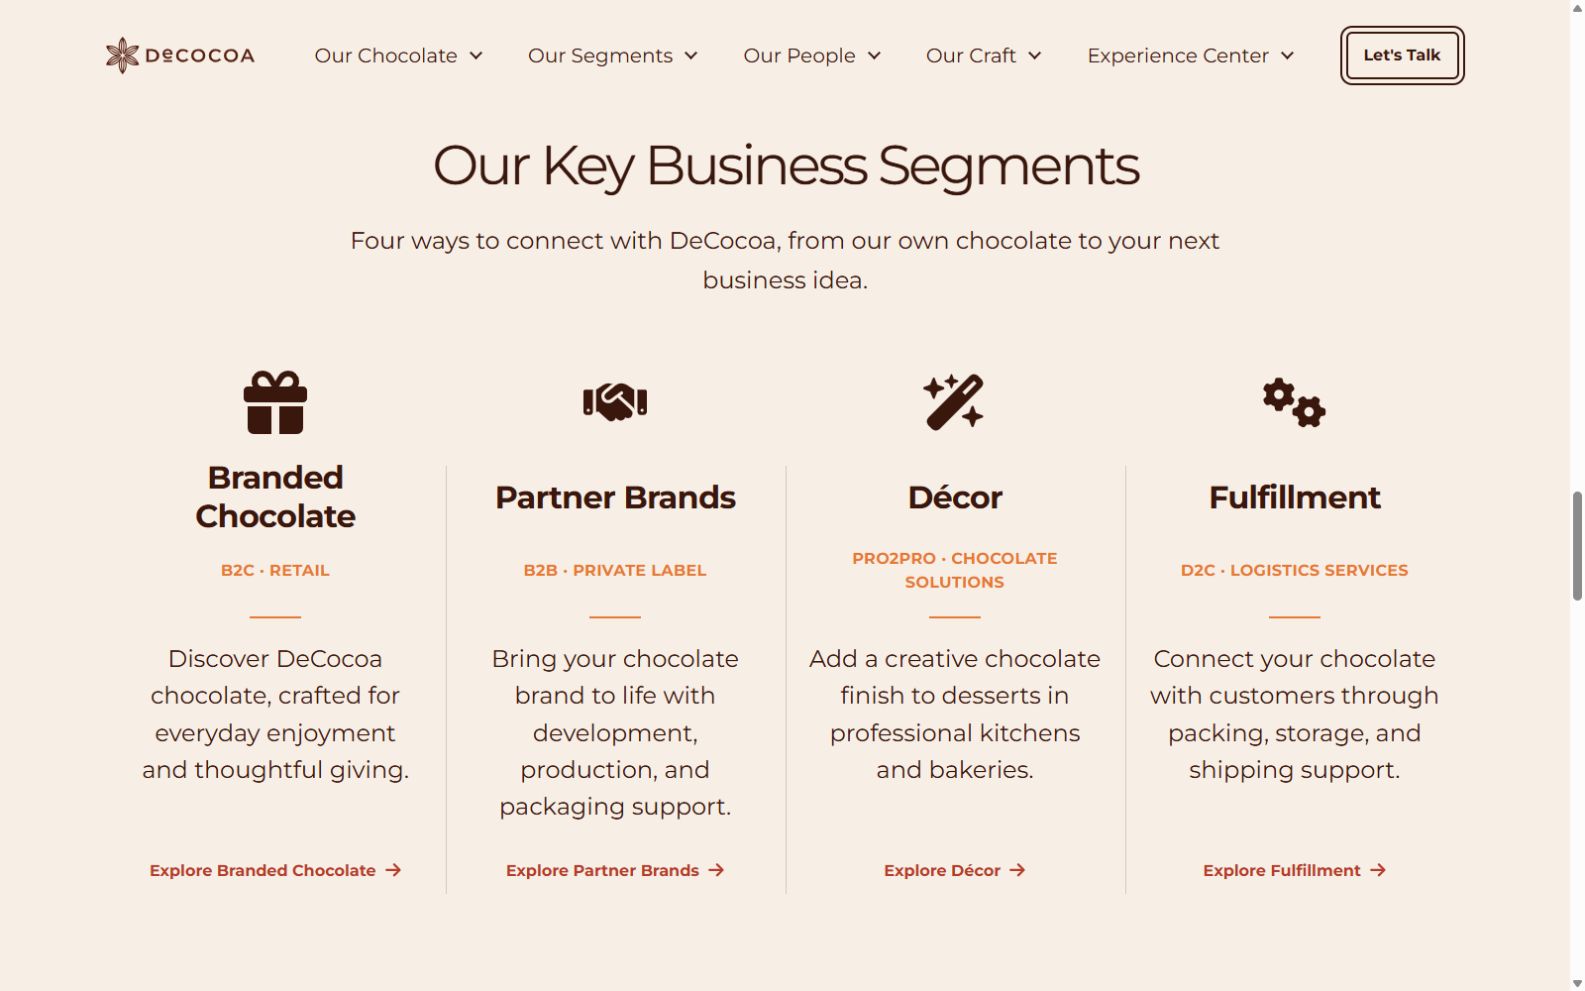 DeCOCOA
Our Chocolate
Our Segments
Our People
Our Craft
Experience Center
Let's Talk
Our Key Business Segments
Four ways to connect with DeCocoa, from our own chocolate to your next
business idea.
Branded
Chocolate
B2C · RETAIL
Discover DeCocoa
chocolate, crafted for
everyday enjoyment
and thoughtful giving.
Explore Branded Chocolate →
Partner Brands
B2B · PRIVATE LABEL
Bring your chocolate
brand to life with
development,
production, and
packaging support.
Explore Partner Brands →
Décor
PRO2PRO · CHOCOLATE
SOLUTIONS
Add a creative chocolate
finish to desserts in
professional kitchens
and bakeries.
Explore Décor →
Fulfillment
D2C · LOGISTICS SERVICES
Connect your chocolate
with customers through
packing, storage, and
shipping support.
Explore Fulfillment →